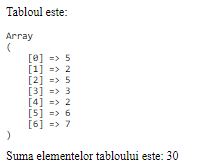 Tabloul este:
Array
(
    [0] => 5
    [1] => 2
    [2] => 5
    [3] => 3
    [4] => 2
    [5] => 6
    [6] => 7
)
Suma elementelor tabloului este: 30